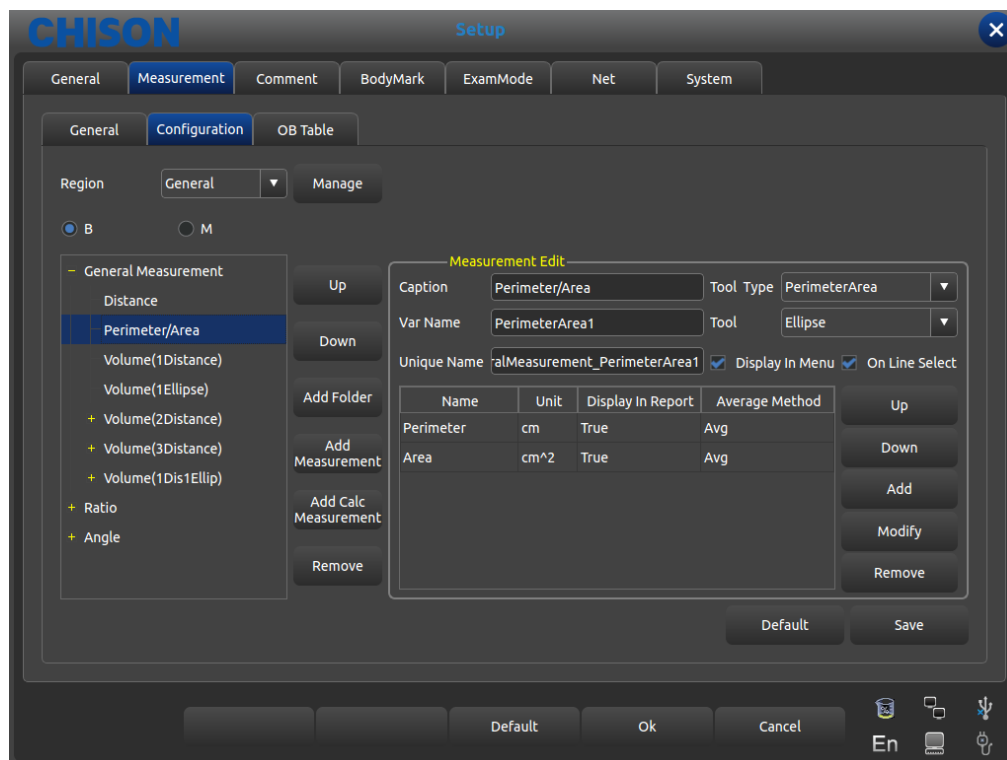 CHISON
Setup
General Measurement Comment BodyMark ExamMode Net System
General Configuration OB Table
Region General Manage
B M
General Measurement
Distance
Perimeter/Area
Volume(1Distance)
Volume(1Ellipse)
Volume(2Distance)
Volume(3Distance)
Volume(1Dis1Ellip)
Ratio
Angle
Up
Down
Add Folder
Add
Measurement
Add Calc
Measurement
Remove
Measurement Edit
Caption Perimeter/Area Tool Type PerimeterArea
Var Name PerimeterArea1 Tool Ellipse
Unique Name alMeasurement_PerimeterArea1 Display In Menu On Line Select
Name Unit Display In Report Average Method
Perimeter cm True Avg
Area cm^2 True Avg
Up
Down
Add
Modify
Remove
Default Save
Default Ok Cancel
En